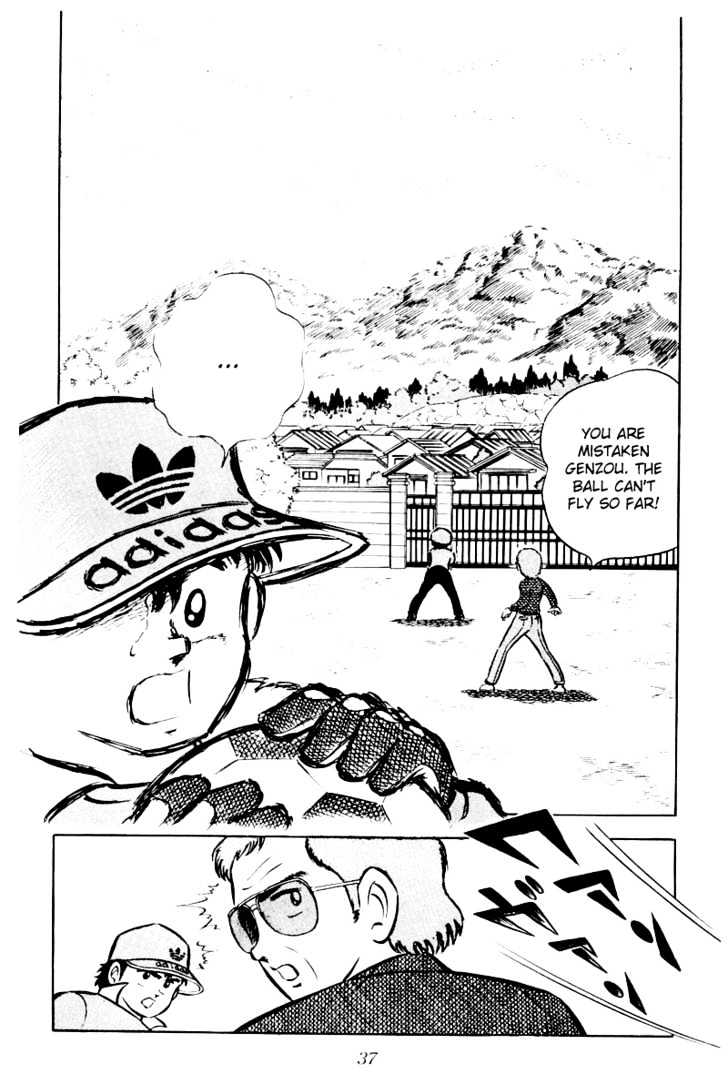 ...
YOU ARE
MISTAKEN
GENZOU. THE
BALL CAN'T
FLY SO FAR!
adidas
adidas
37